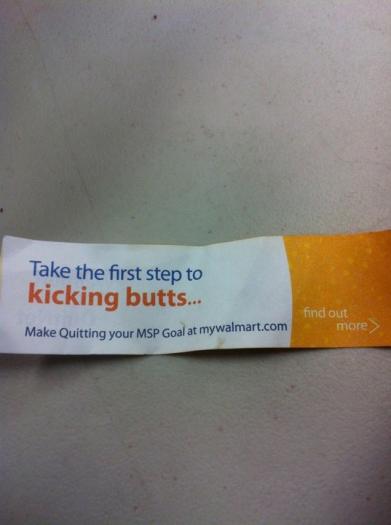 Take the first step to
kicking butts...
Make Quitting your MSP Goal at mywalmart.com
find out
more >